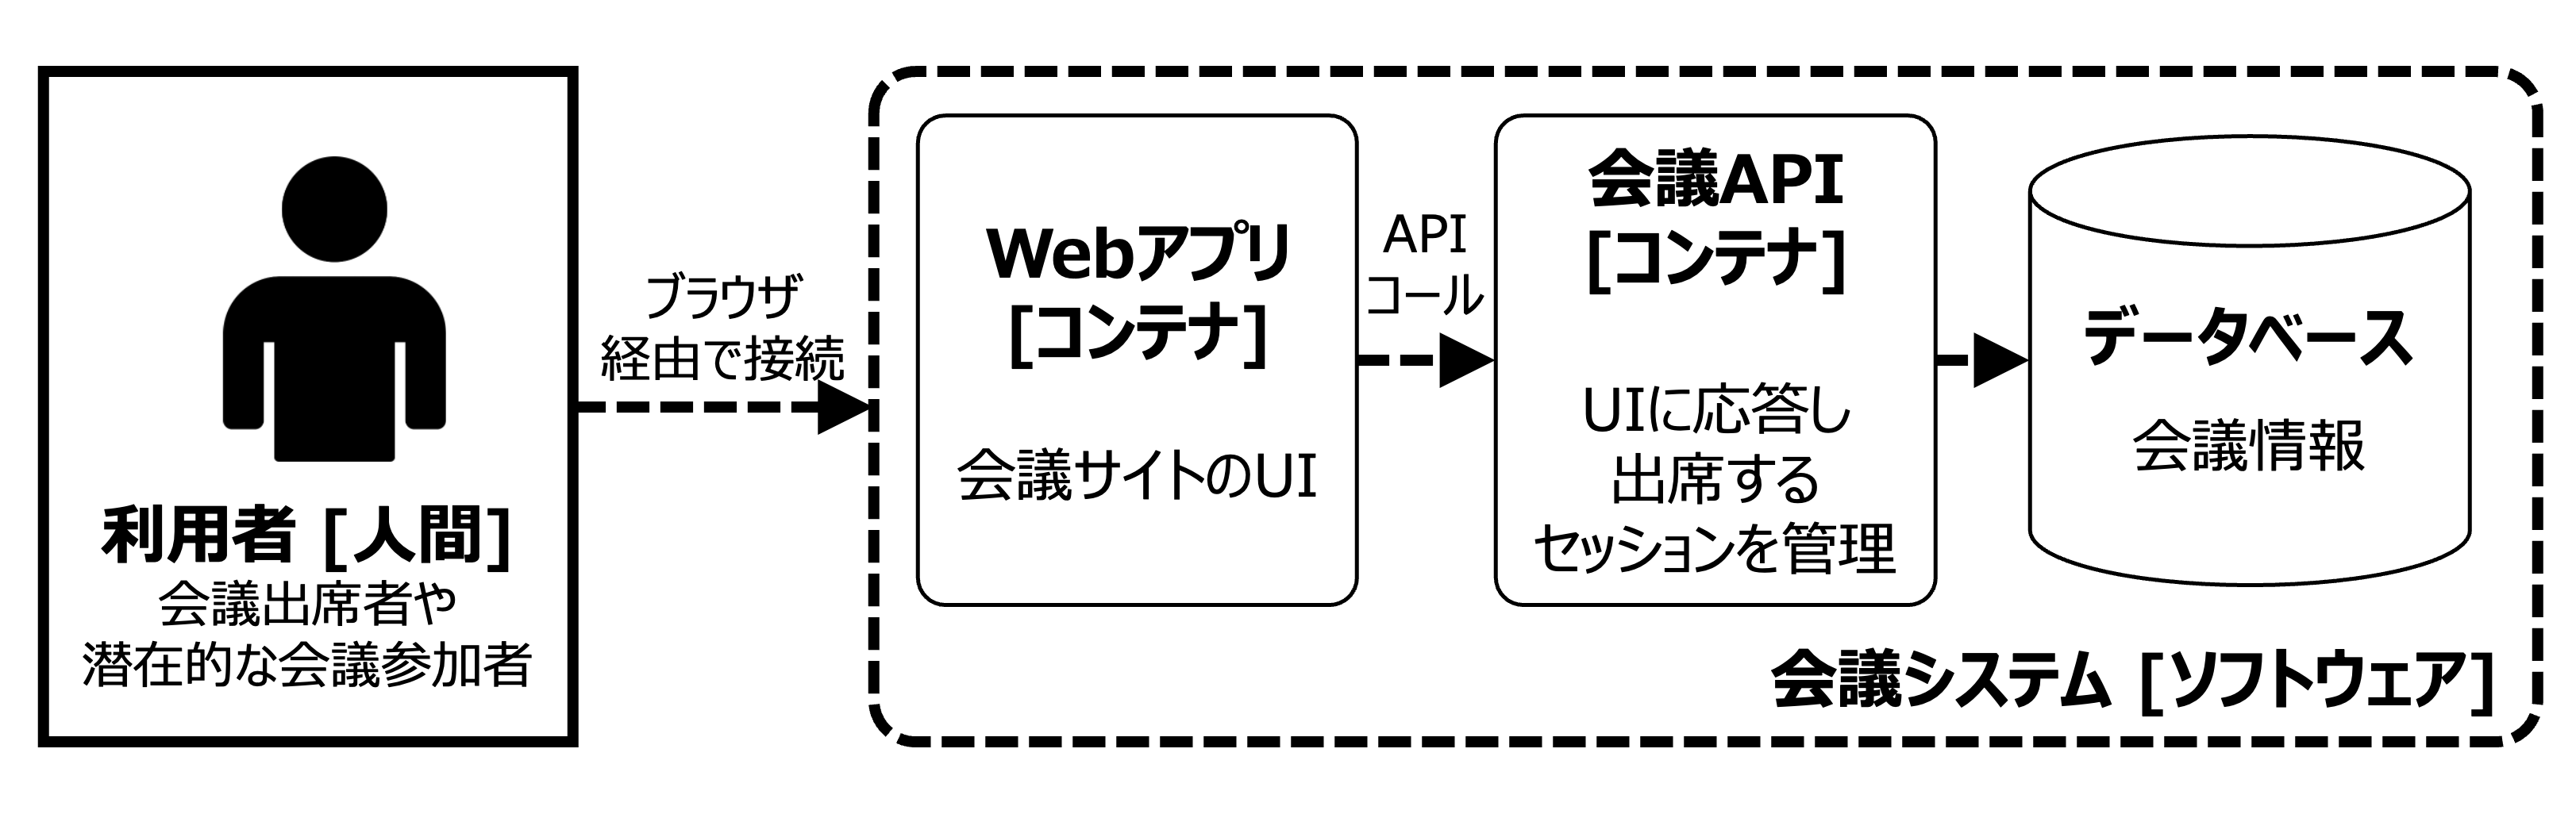 利用者 [人間]
会議出席者や
潜在的な会議参加者
ブラウザ
経由で接続
Webアプリ
[コンテナ]
会議サイトのUI
API
コール
会議API
[コンテナ]
UIに応答し
出席する
セッションを管理
データベース
会議情報
会議システム [ソフトウェア]